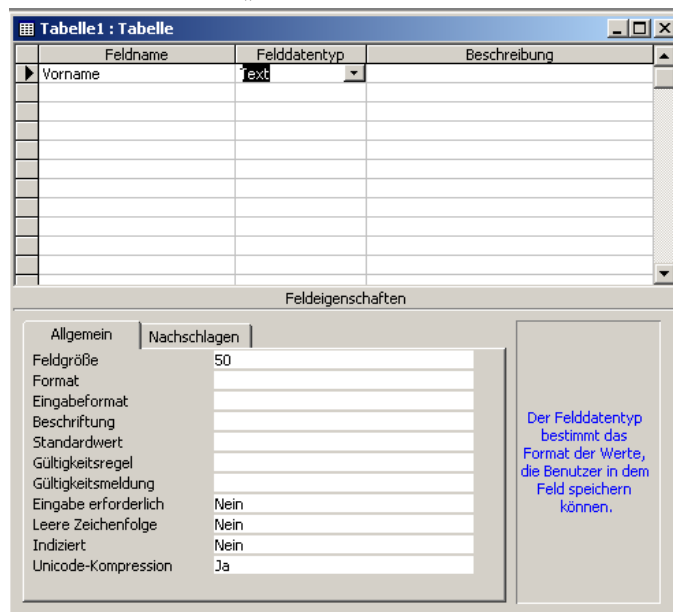 Tabelle1 : Tabelle
Feldname Felddatentyp Beschreibung
Vorname Text
Feldeigenschaften
Allgemein Nachschlagen
Feldgröße 50
Format
Eingabeformat
Beschriftung
Standardwert
Gültigkeitsregel
Gültigkeitsmeldung
Eingabe erforderlich Nein
Leere Zeichenfolge Nein
Indiziert Nein
Unicode-Kompression Ja
Der Felddatentyp
bestimmt das
Format der Werte,
die Benutzer in dem
Feld speichern
können.